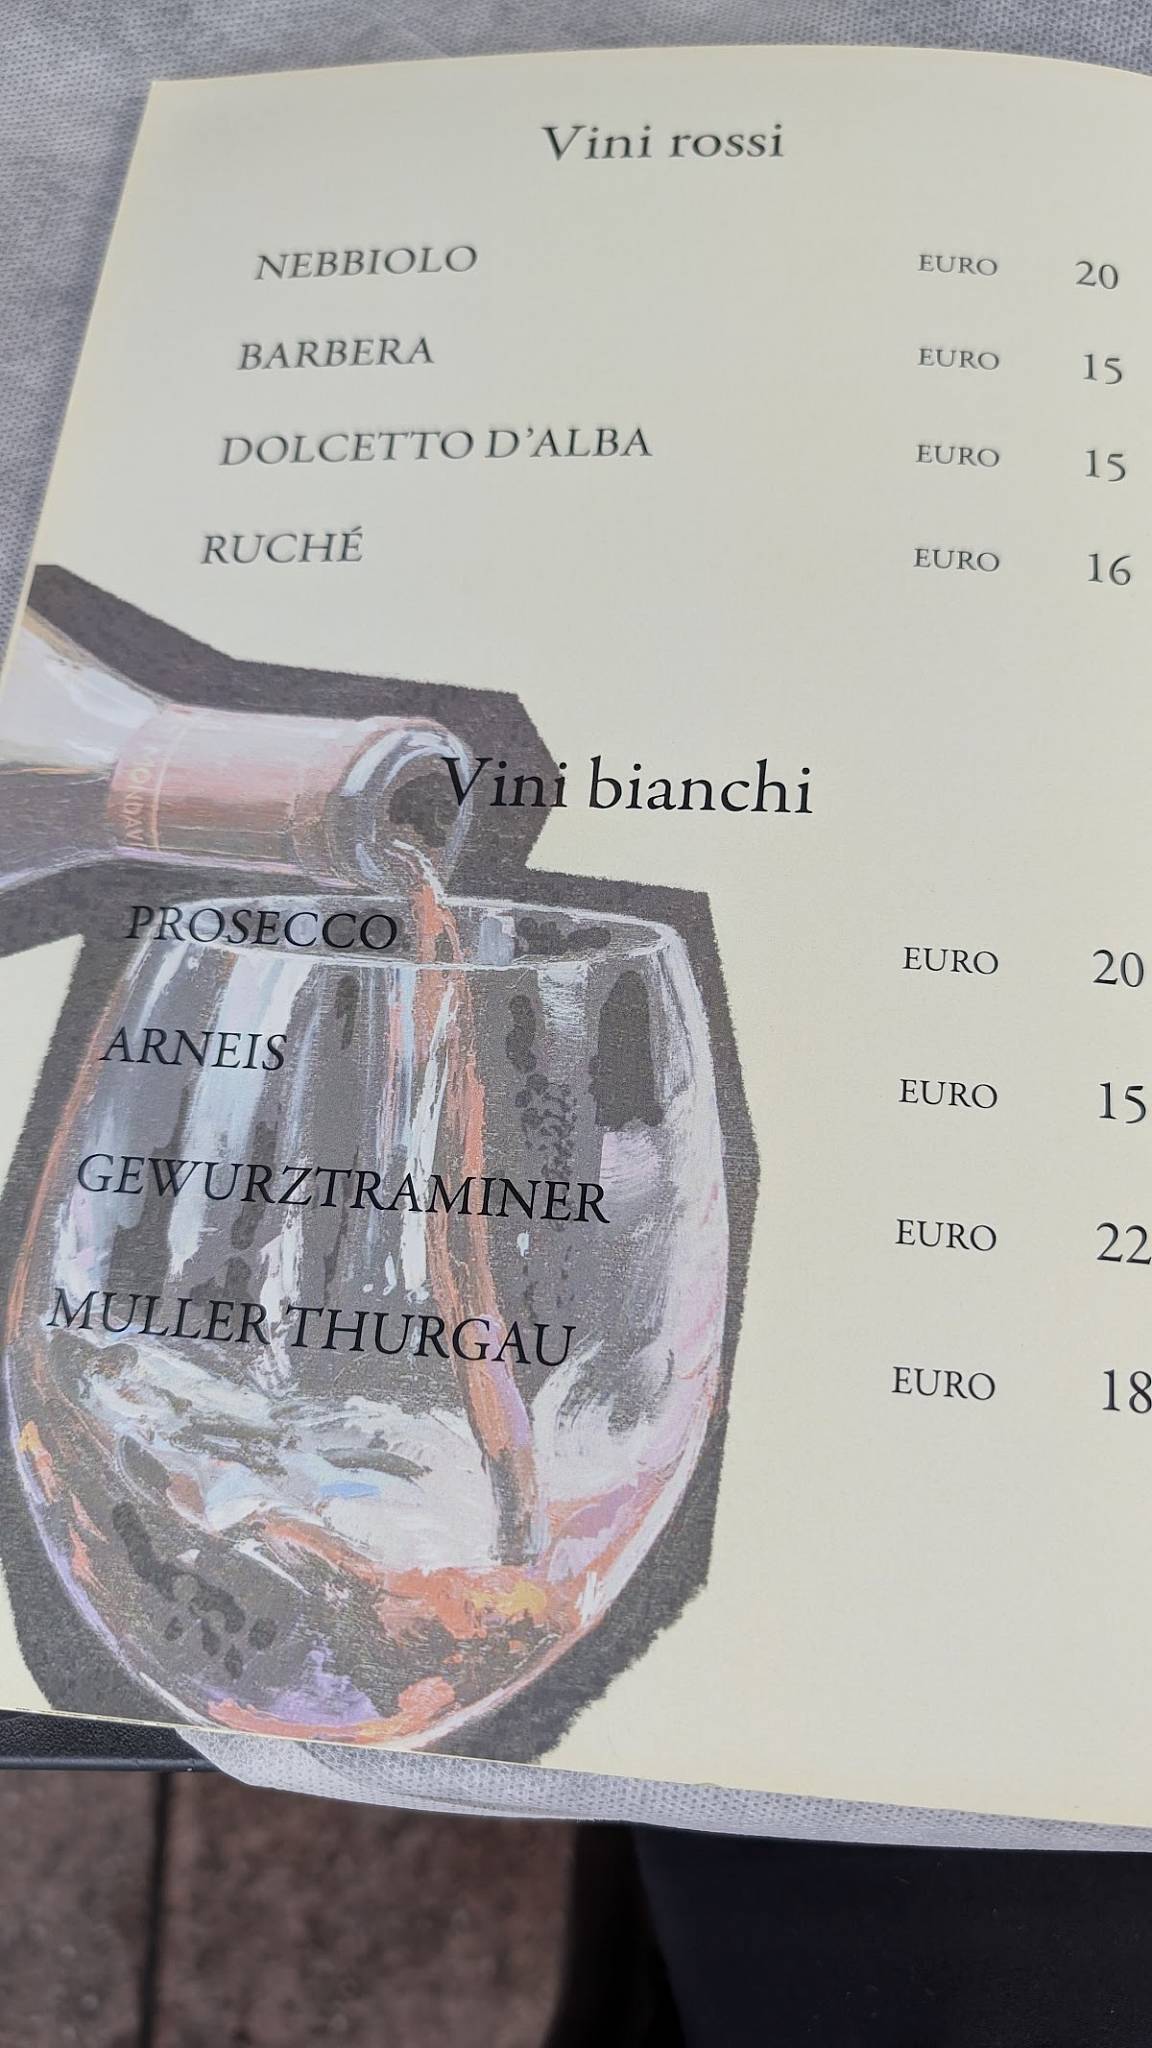 Vini rossi
NEBBIOLO EURO 20
BARBERA EURO 15
DOLCETTO D'ALBA EURO 15
RUCHÉ EURO 16
MONDAV
Vini bianchi
PROSECCO EURO 20
ARNEIS EURO 15
GEWURZTRAMINER EURO 22
MULLER THURGAU EURO 18